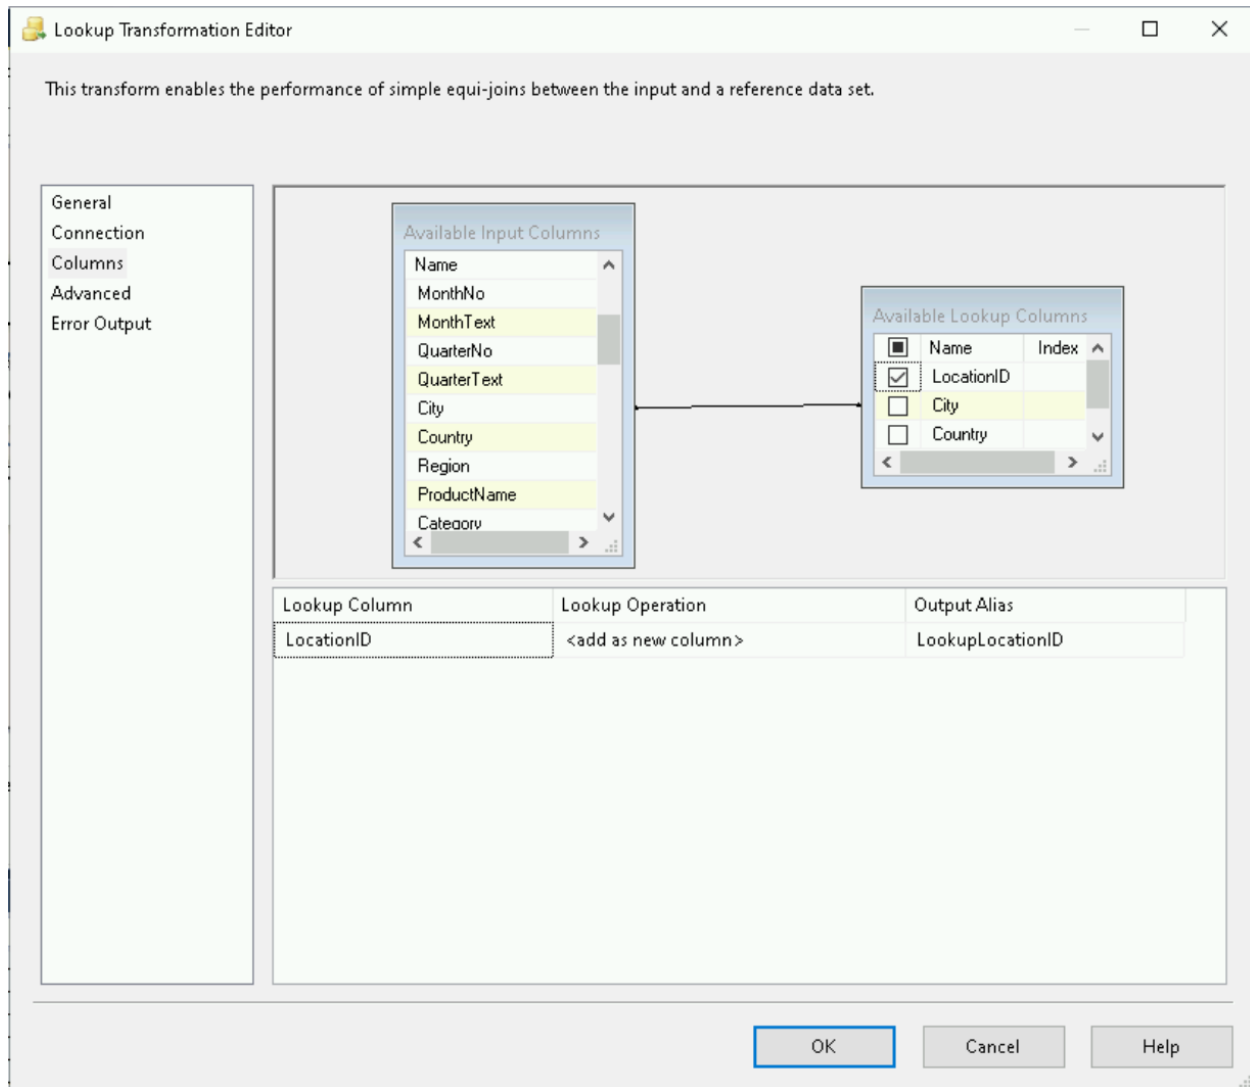 Lookup Transformation Editor
This transform enables the performance of simple equi-joins between the input and a reference data set.
General
Connection
Columns
Advanced
Error Output
Available Input Columns
Name
MonthNo
MonthText
QuarterNo
QuarterText
City
Country
Region
ProductName
Category
Available Lookup Columns
Name Index
LocationID
City
Country
Lookup Column Lookup Operation Output Alias
LocationID <add as new column> LookupLocationID
OK Cancel Help